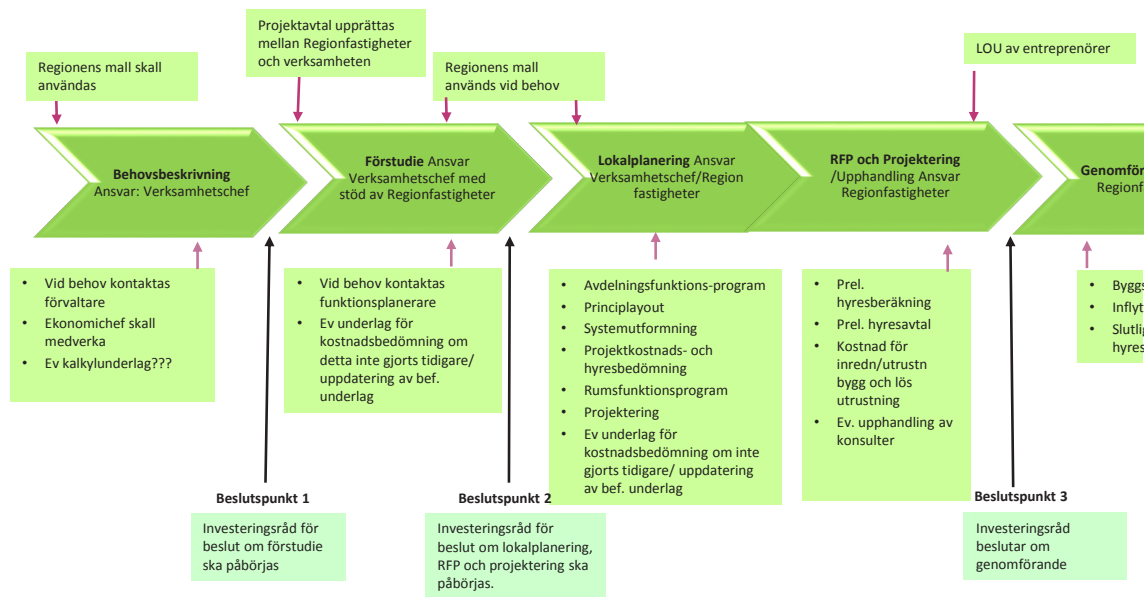 Projektavtal upprättas
mellan Regionfastigheter
och verksamheten
LOU av entreprenörer
Regionens mall skall
användas
Regionens mall
används vid behov
Behovsbeskrivning
Ansvar: Verksamhetschef
Förstudie Ansvar
Verksamhetschef med
stöd av Regionfastigheter
Lokalplanering Ansvar
Verksamhetschef/Region
fastigheter
RFP och Projektering
/Upphandling Ansvar
Regionfastigheter
Genomför
Regionf
• Vid behov kontaktas
förvaltare
• Ekonomichef skall
medverka
• Ev kalkylunderlag???
• Vid behov kontaktas
funktionsplanerare
• Ev underlag för
kostnadsbedömning om
detta inte gjorts tidigare/
uppdatering av bef.
underlag
• Avdelningsfunktions-program
• Principlayout
• Systemutformning
• Projektkostnads- och
hyresbedömning
• Rumsfunktionsprogram
• Projektering
• Ev underlag för
kostnadsbedömning om inte
gjorts tidigare/ uppdatering
av bef. underlag
• Prel.
hyresberäkning
• Prel. hyresavtal
• Kostnad för
inredn/utrustn
bygg och lös
utrustning
• Ev. upphandling av
konsulter
• Byggs
• Inflyt
• Slutlig
hyres
Beslutspunkt 1
Investeringsråd för
beslut om förstudie
ska påbörjas
Beslutspunkt 2
Investeringsråd för
beslut om lokalplanering,
RFP och projektering ska
påbörjas.
Beslutspunkt 3
Investeringsråd
beslutar om
genomförande